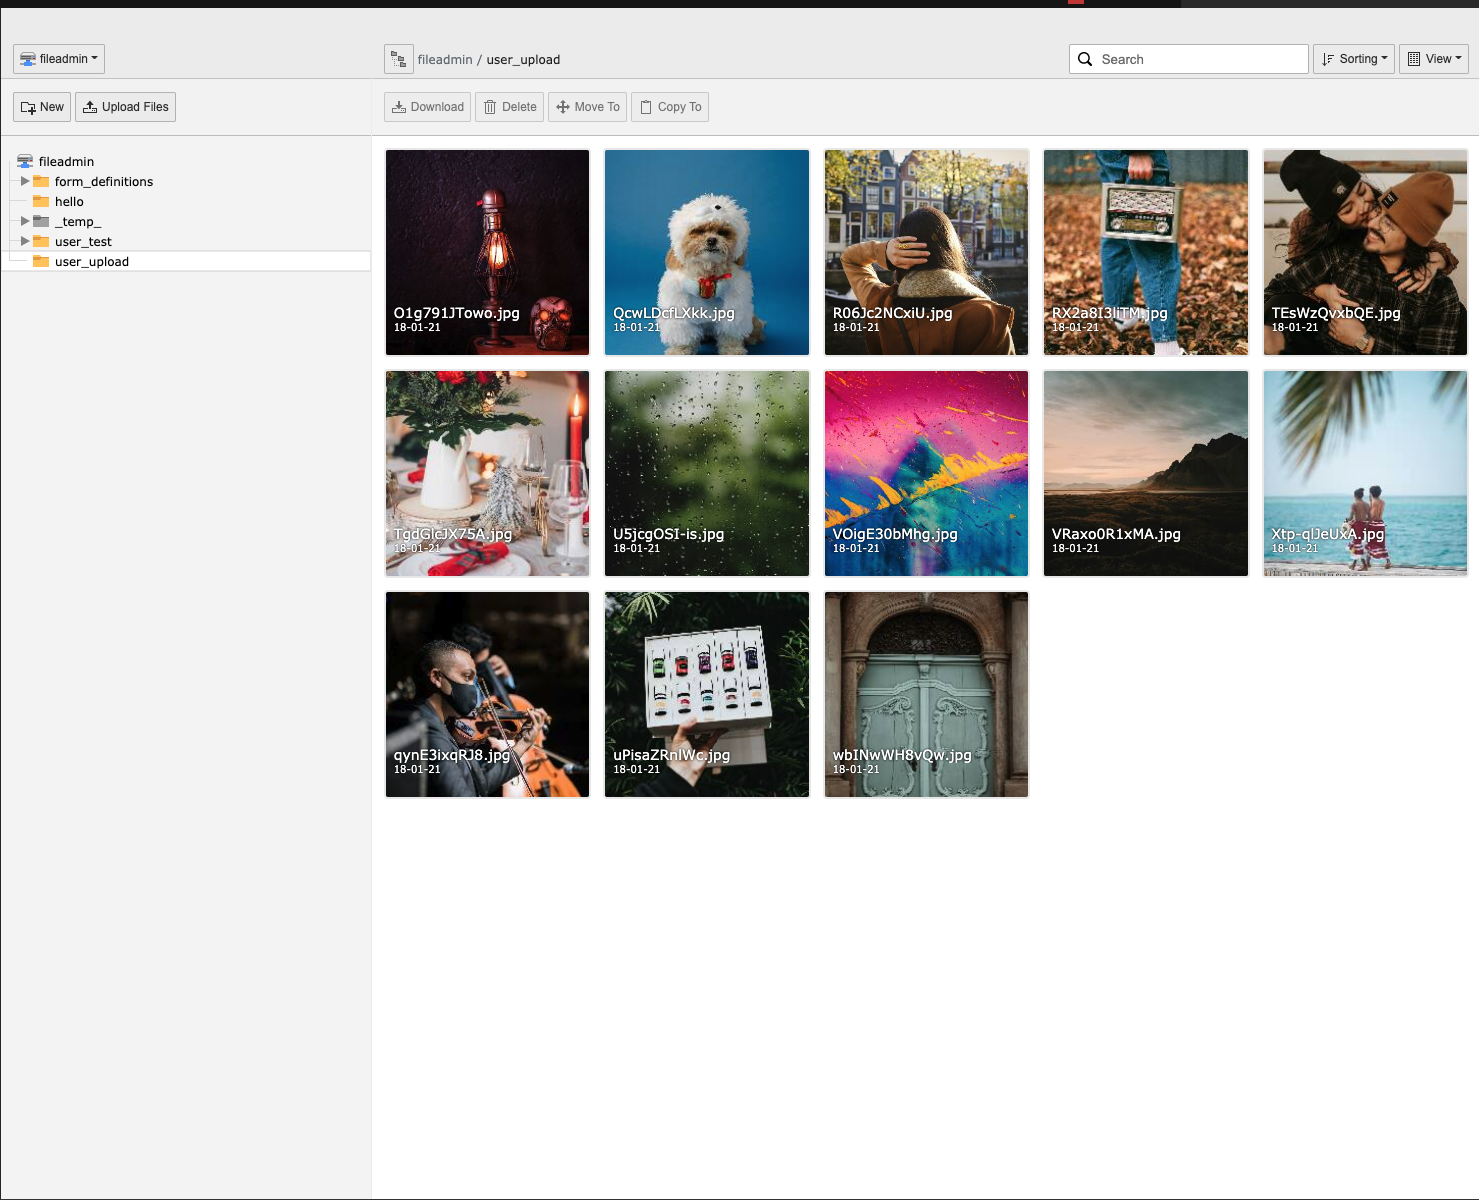 fileadmin
fileadmin / user_upload
Search
Sorting
View
New
Upload Files
Download
Delete
Move To
Copy To
fileadmin
form_definitions
hello
_temp_
user_test
user_upload
O1g791JTowo.jpg
18-01-21
QcwLDcfLXkk.jpg
18-01-21
R06Jc2NCxiU.jpg
18-01-21
RX2a8I3liTM.jpg
18-01-21
TEsWzQvxbQE.jpg
18-01-21
TgdGlcJX75A.jpg
18-01-21
U5jcgOSI-is.jpg
18-01-21
VOigE30bMhg.jpg
18-01-21
VRaxo0R1xMA.jpg
18-01-21
Xtp-qlJeUxA.jpg
18-01-21
qynE3ixqRJ8.jpg
18-01-21
uPisaZRnlWc.jpg
18-01-21
wbINwWH8vQw.jpg
18-01-21